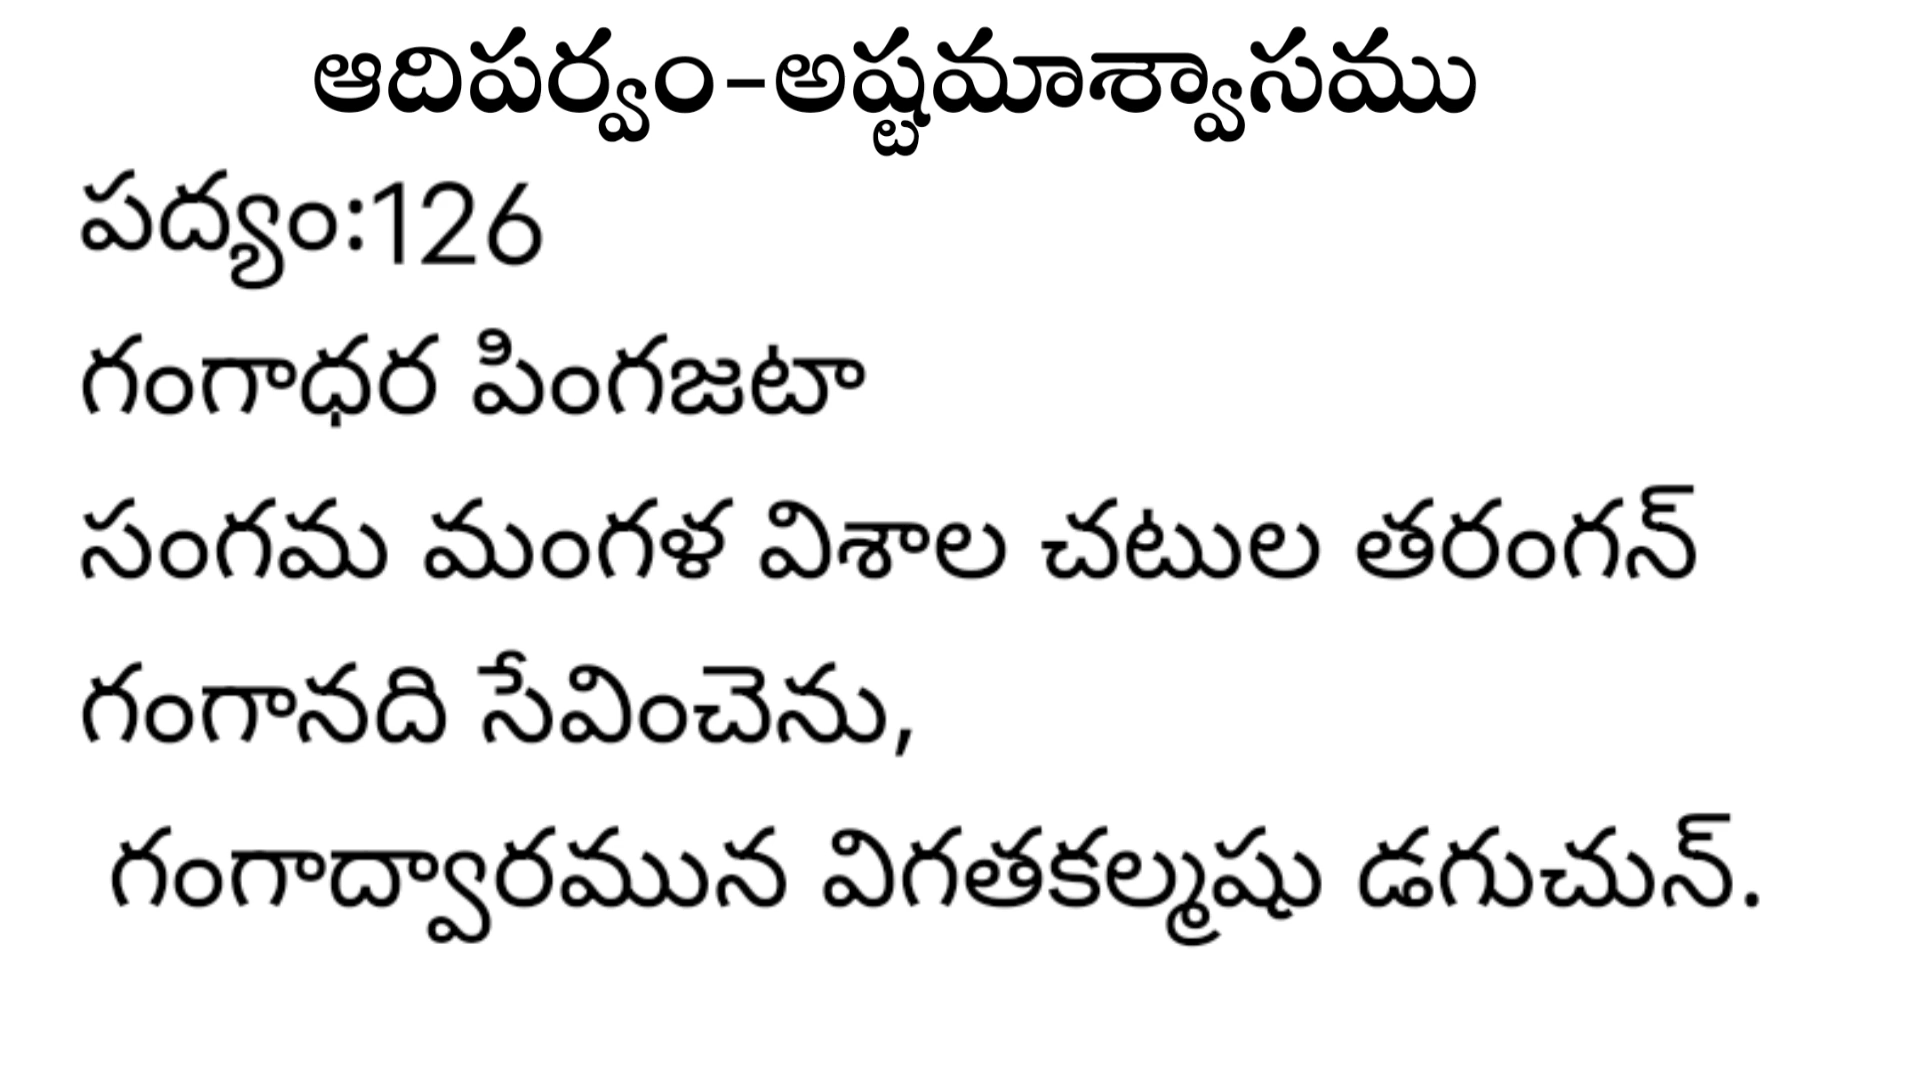 ఆదిపర్వం-అష్టమాశ్వాసము
పద్యం:126
గంగాధర పింగజటా
సంగమ మంగళ విశాల చటుల తరంగన్
గంగానది సేవించెను,
గంగాద్వారమున విగతకల్మషు డగుచున్.